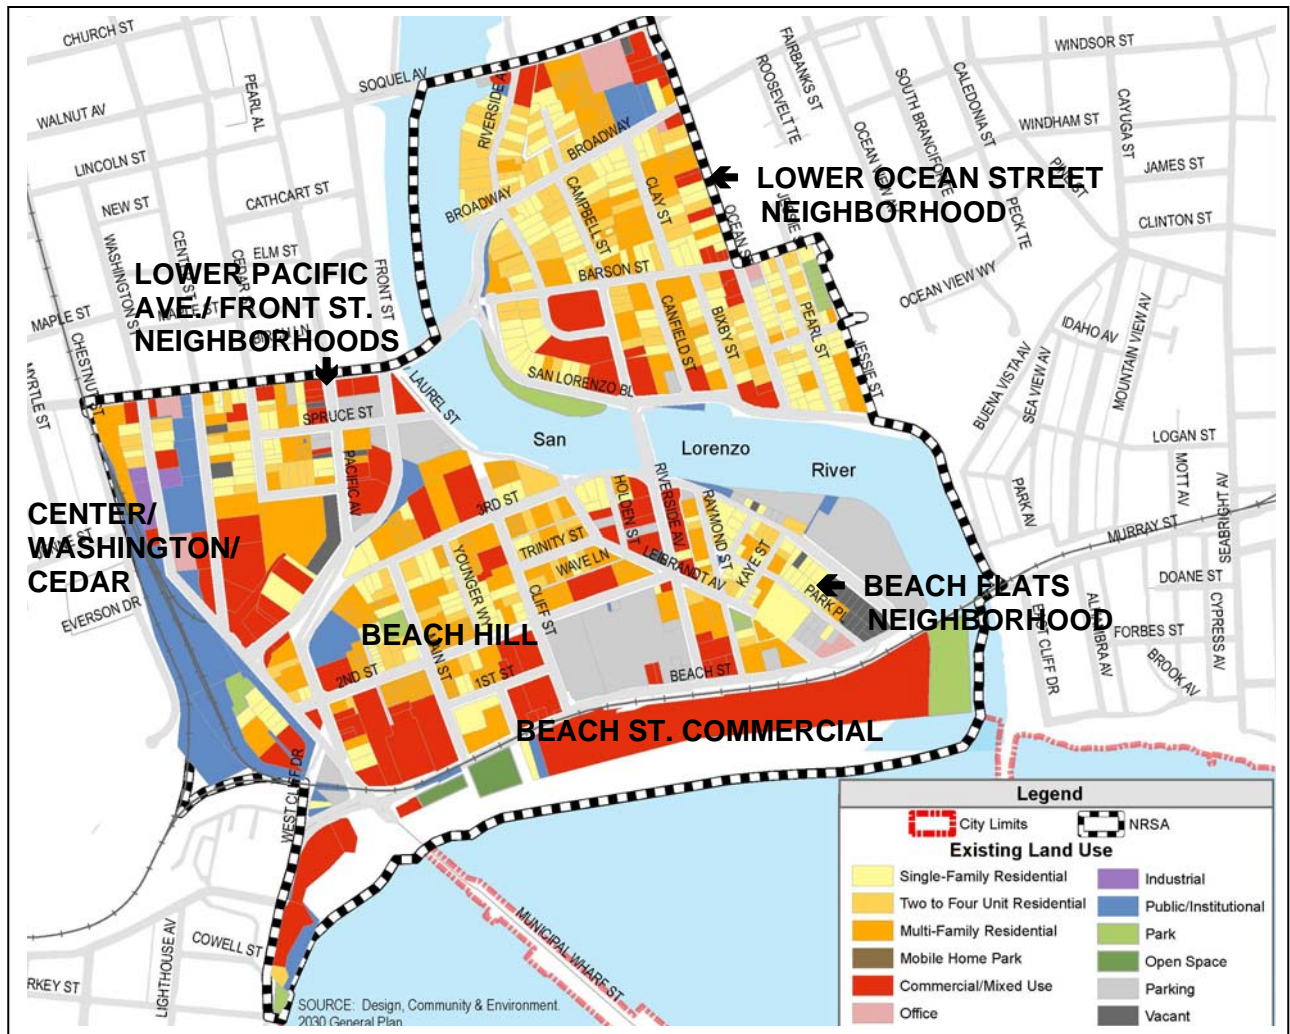 CHURCH ST
WALNUT AV
PEARL AL
SOQUEL AV
LINCOLN ST
NEW ST
CATHCART ST
WASHINGTON ST
ELM ST
FRONT ST
MAPLE ST
CHESTNUT ST
MYRTLE ST
LOWER PACIFIC
AVE./ FRONT ST.
NEIGHBORHOODS
RIVERSIDE A
BROADWAY
BROADWAY
CAMPBELL ST
CLAY ST
OCEAN S
BARSON ST
CANFIELD ST
BIXBY ST
PEARL ST
JESSIE ST
SAN LORENZO BL
LOWER OCEAN STREET
NEIGHBORHOOD
FAIRBANKS ST
ROOSEVELT TE
OCEAN VIEW A
SOUTH BRANCIFORTE
CALEDONIA ST
WINDSOR ST
CAYUGA ST
WINDHAM ST
PINE ST
JAMES ST
CLINTON ST
PECK TE
OCEAN VIEW WY
IDAHO AV
MOUNTAIN VIEW AV
BUENA VISTA AV
SEA VIEW AV
LOGAN ST
MOTT AV
SEABRIGHT AV
PARK AV
MURRAY ST
DOANE ST
CYPRESS AV
FORBES ST
BROOK AV
EAST CLIFF DR
LAUREL ST
SPRUCE ST
PACIFIC AV
San
Lorenzo
River
3RD ST
HOLDEN ST
RIVERSIDE AV
RAYMOND ST
TRINITY ST
WAVE LN
LEIBRANDT AV
KAYE ST
PARK PL
YOUNGER WY
CLIFF ST
CENTER/
WASHINGTON/
CEDAR
EVERSON DR
BEACH FLATS
NEIGHBORHOOD
BEACH HILL
2ND ST
1ST ST
BEACH ST
BEACH ST. COMMERCIAL
WEST CLIFF DR
MUNICIPAL WHARF ST
COWELL ST
LIGHTHOUSE AV
RKEY ST
SOURCE: Design, Community & Environment.
2030 General Plan
Legend
City Limits
NRSA
Existing Land Use
Single-Family Residential
Two to Four Unit Residential
Multi-Family Residential
Mobile Home Park
Commercial/Mixed Use
Office
Industrial
Public/Institutional
Park
Open Space
Parking
Vacant